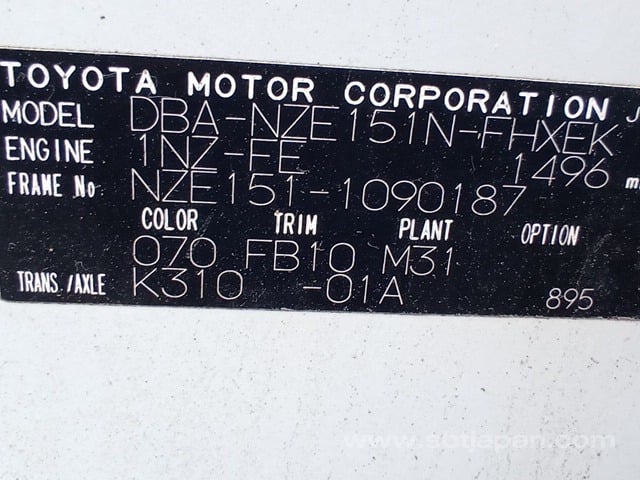 TOYOTA MOTOR CORPORATION J
MODEL DBA-NZE151N-FHXEK
ENGINE 1NZ-FE 1496 m
FRAME No NZE151-1090187
COLOR TRIM PLANT OPTION
070 FB10 M31
TRANS./AXLE K310 -01A 895
www.sbtjapan.com